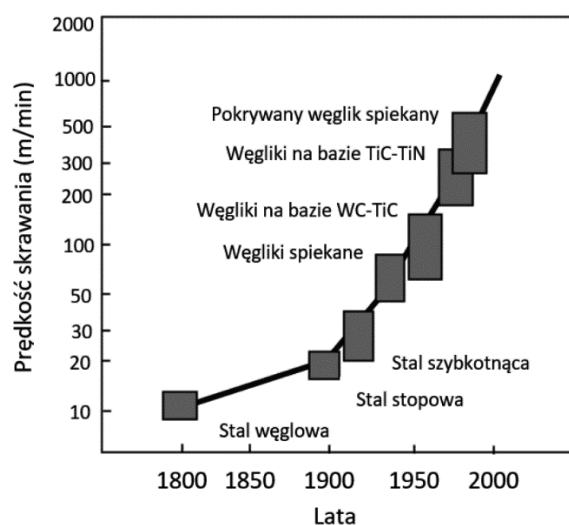 2000
1000
500
300
200
100
50
30
20
10
Prędkość skrawania (m/min)
Pokrywany węglik spiekany
Węgliki na bazie TiC-TiN
Węgliki na bazie WC-TiC
Węgliki spiekane
Stal szybkotnąca
Stal stopowa
Stal węglowa
1800 1850 1900 1950 2000
Lata